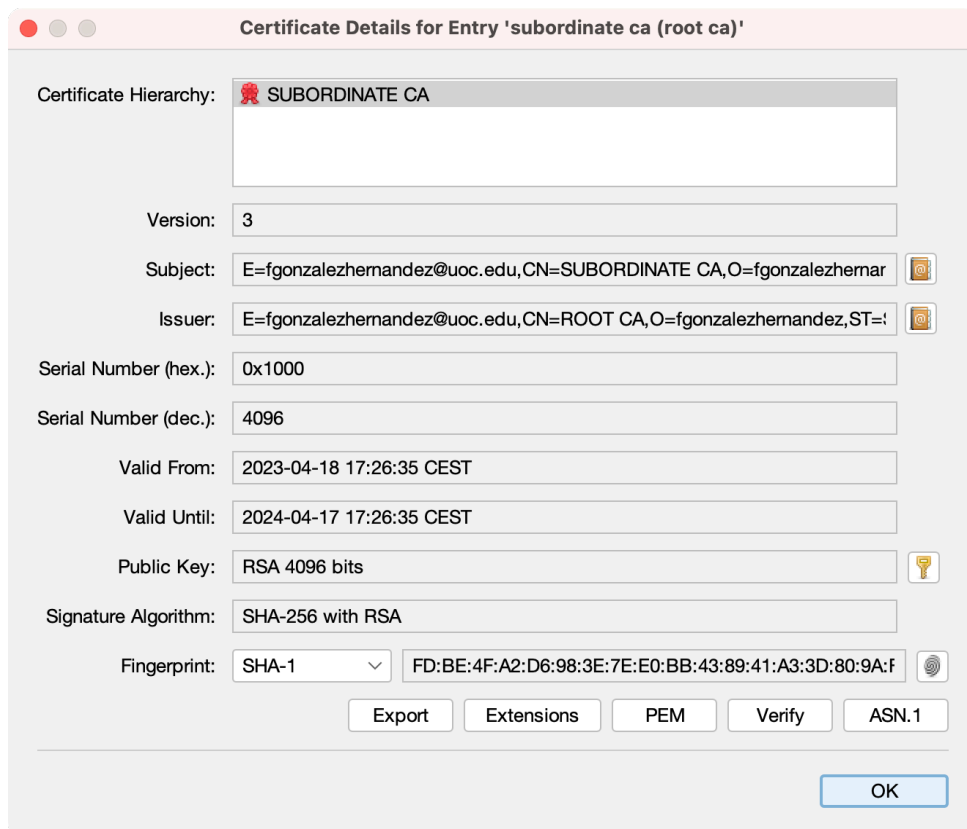 Certificate Details for Entry 'subordinate ca (root ca)'
Certificate Hierarchy: SUBORDINATE CA
Version: 3
Subject: E=fgonzalezhernandez@uoc.edu,CN=SUBORDINATE CA,O=fgonzalezhernar
Issuer: E=fgonzalezhernandez@uoc.edu,CN=ROOT CA,O=fgonzalezhernandez,ST=
Serial Number (hex.): 0x1000
Serial Number (dec.): 4096
Valid From: 2023-04-18 17:26:35 CEST
Valid Until: 2024-04-17 17:26:35 CEST
Public Key: RSA 4096 bits
Signature Algorithm: SHA-256 with RSA
Fingerprint: SHA-1 FD:BE:4F:A2:D6:98:3E:7E:E0:BB:43:89:41:A3:3D:80:9A:
Export Extensions PEM Verify ASN.1
OK